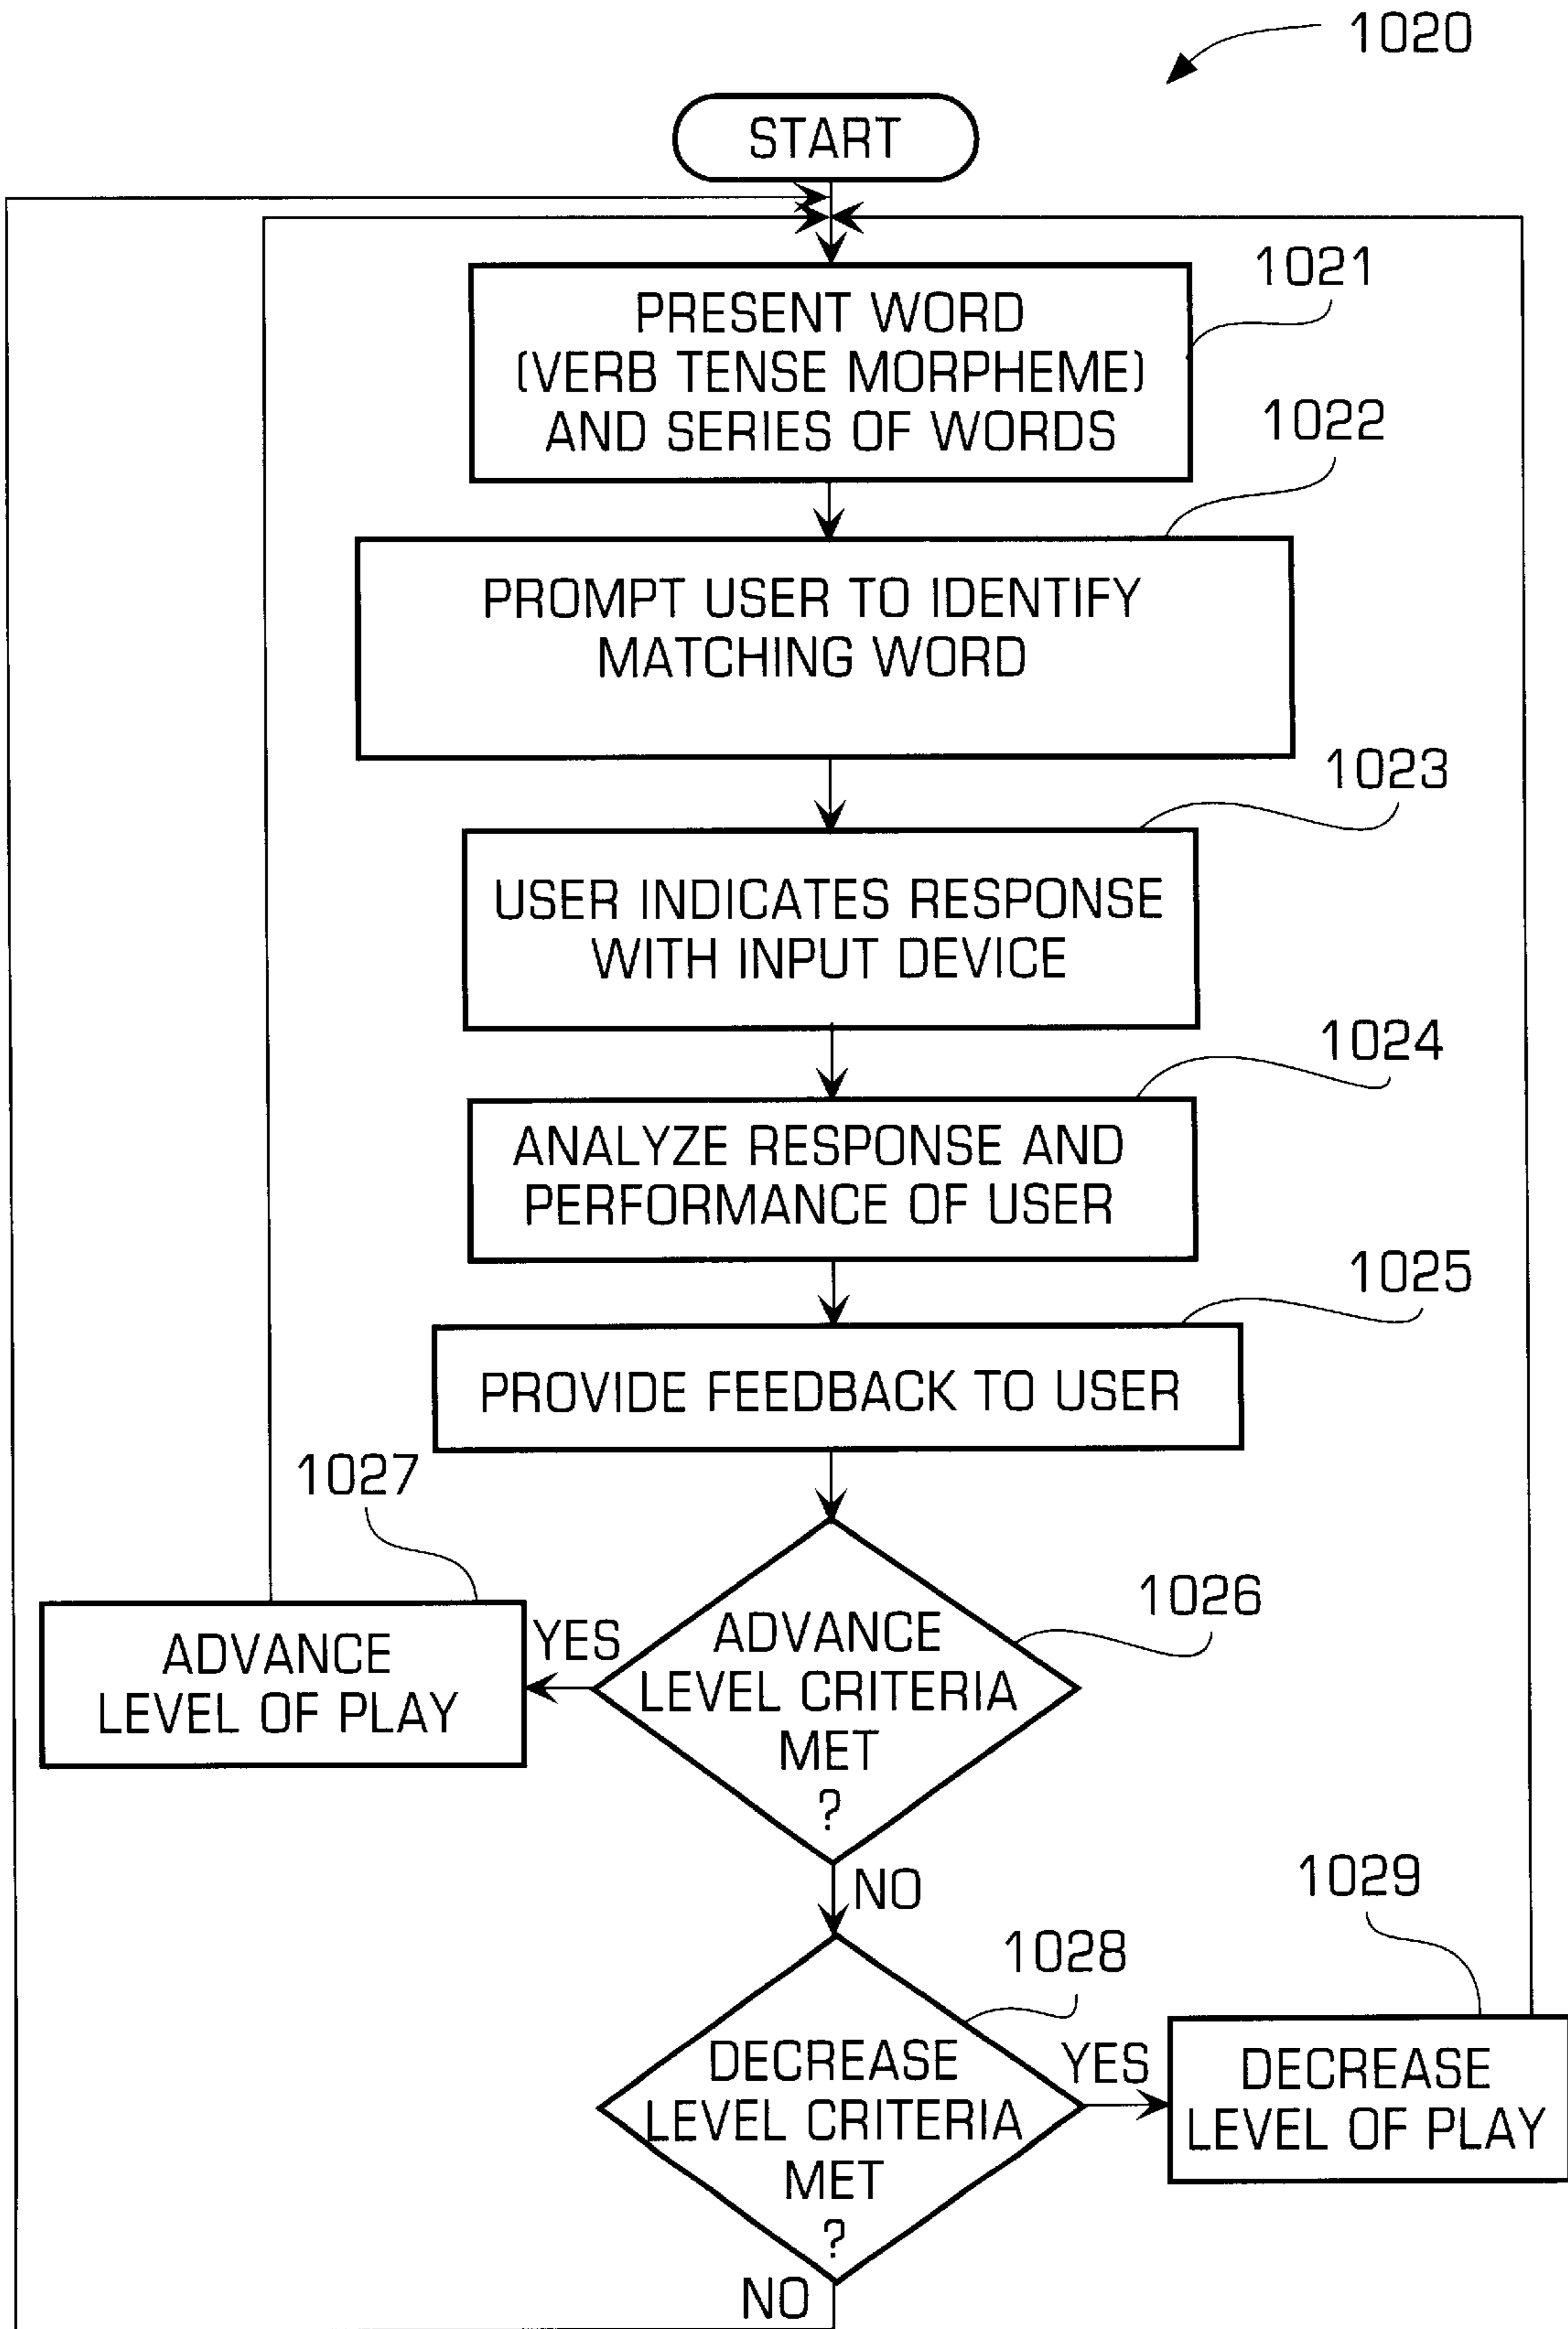 1020
START
1021
PRESENT WORD
(VERB TENSE MORPHEME)
AND SERIES OF WORDS
1022
PROMPT USER TO IDENTIFY
MATCHING WORD
1023
USER INDICATES RESPONSE
WITH INPUT DEVICE
1024
ANALYZE RESPONSE AND
PERFORMANCE OF USER
1025
PROVIDE FEEDBACK TO USER
1027
1026
ADVANCE
LEVEL OF PLAY
YES
ADVANCE
LEVEL CRITERIA
MET
?
NO
1029
1028
DECREASE
LEVEL CRITERIA
MET
?
YES
DECREASE
LEVEL OF PLAY
NO